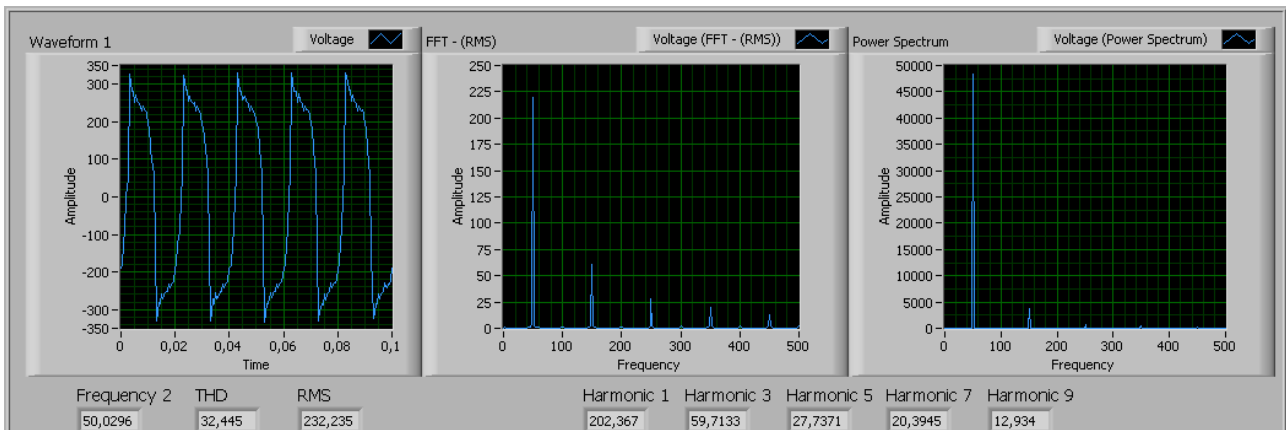 Waveform 1
Voltage
350
300
200
100
0
-100
-200
-300
-350
Amplitude
0 0,02 0,04 0,06 0,08 0,1
Time
FFT - (RMS)
Voltage (FFT - (RMS))
250
225
200
175
150
125
100
75
50
25
0
Amplitude
0 100 200 300 400 500
Frequency
Power Spectrum
Voltage (Power Spectrum)
50000
45000
40000
35000
30000
25000
20000
15000
10000
5000
0
Amplitude
0 100 200 300 400 500
Frequency
Frequency 2 THD RMS Harmonic 1 Harmonic 3 Harmonic 5 Harmonic 7 Harmonic 9
50,0296 32,445 232,235 202,367 59,7133 27,7371 20,3945 12,934